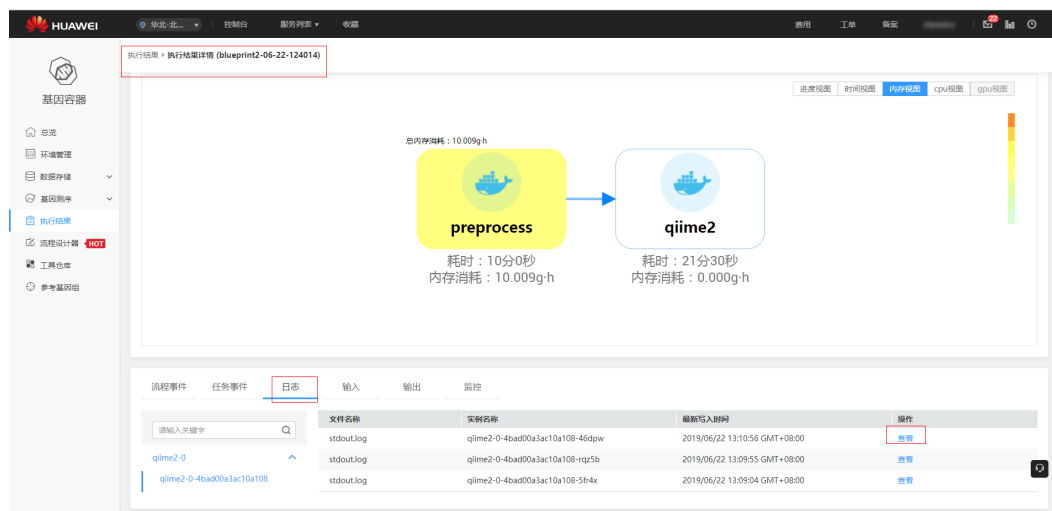 HUAWEI 华北-北... 控制台 服务列表 收藏 费用 工单 备案 22
执行结果 › 执行结果详情 (blueprint2-06-22-124014)
基因容器
总览
环境管理
数据存储
基因测序
执行结果
流程设计器 HOT
工具仓库
参考基因组
进度视图 时间视图 内存视图 cpu视图 gpu视图
总内存消耗：10.009g·h
preprocess
耗时：10分0秒
内存消耗：10.009g·h
qiime2
耗时：21分30秒
内存消耗：0.000g·h
流程事件 任务事件 日志 输入 输出 监控
请输入关键字
qiime2-0
qiime2-0-4bad00a3ac10a108
文件名称 实例名称 最新写入时间 操作
stdout.log qiime2-0-4bad00a3ac10a108-46dpw 2019/06/22 13:10:56 GMT+08:00 查看
stdout.log qiime2-0-4bad00a3ac10a108-rqz5b 2019/06/22 13:09:55 GMT+08:00 查看
stdout.log qiime2-0-4bad00a3ac10a108-5fr4x 2019/06/22 13:09:04 GMT+08:00 查看